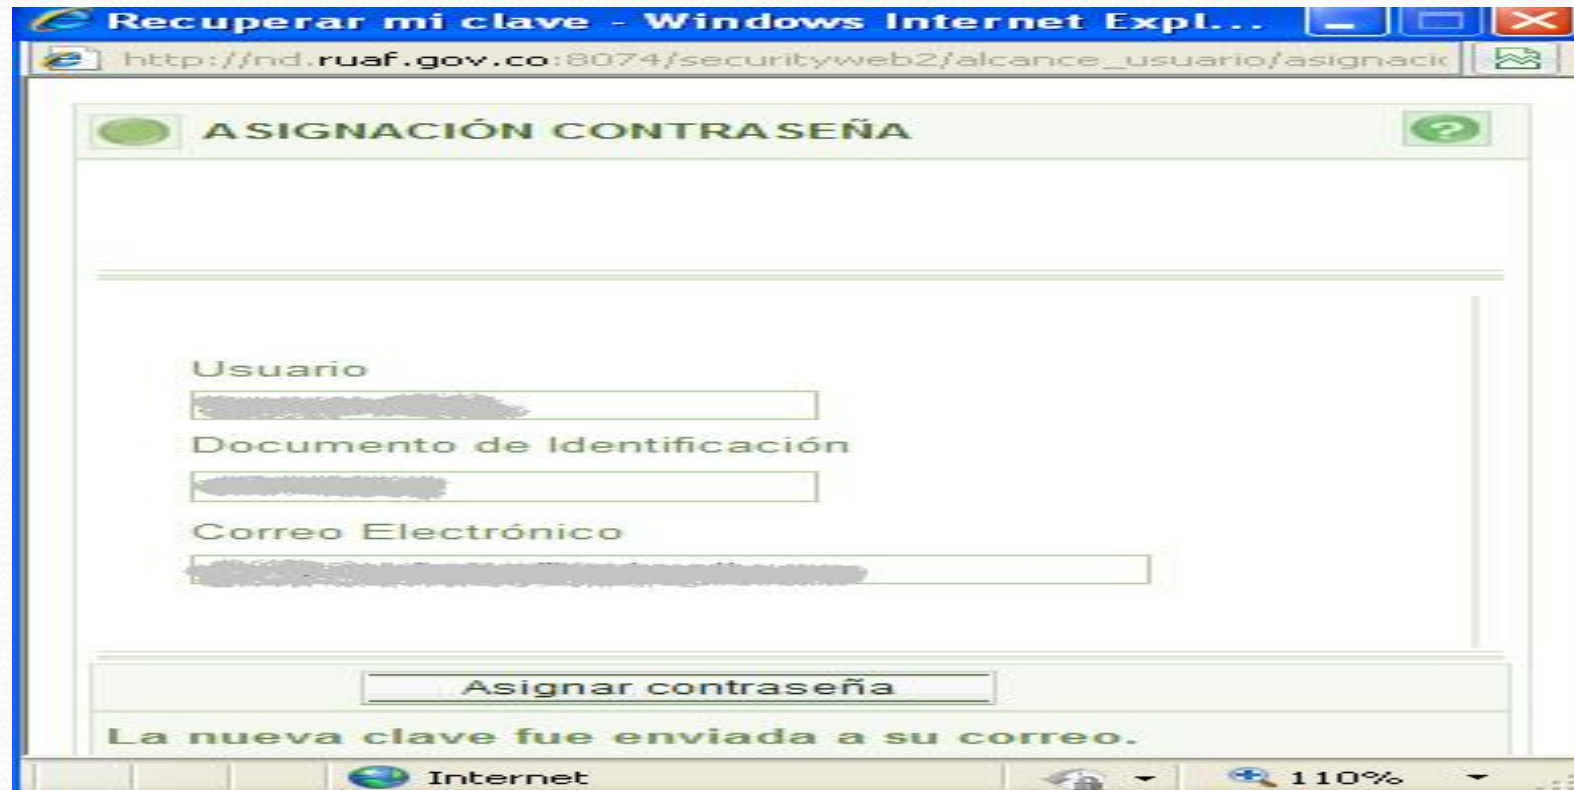 Recuperar mi clave - Windows Internet Expl...
http://nd.ruaf.gov.co:8074/securityweb2/alcance_usuario/asignacic
ASIGNACIÓN CONTRASEÑA
?
Usuario
Documento de Identificación
Correo Electrónico
Asignar contraseña
La nueva clave fue enviada a su correo.
Internet
110%